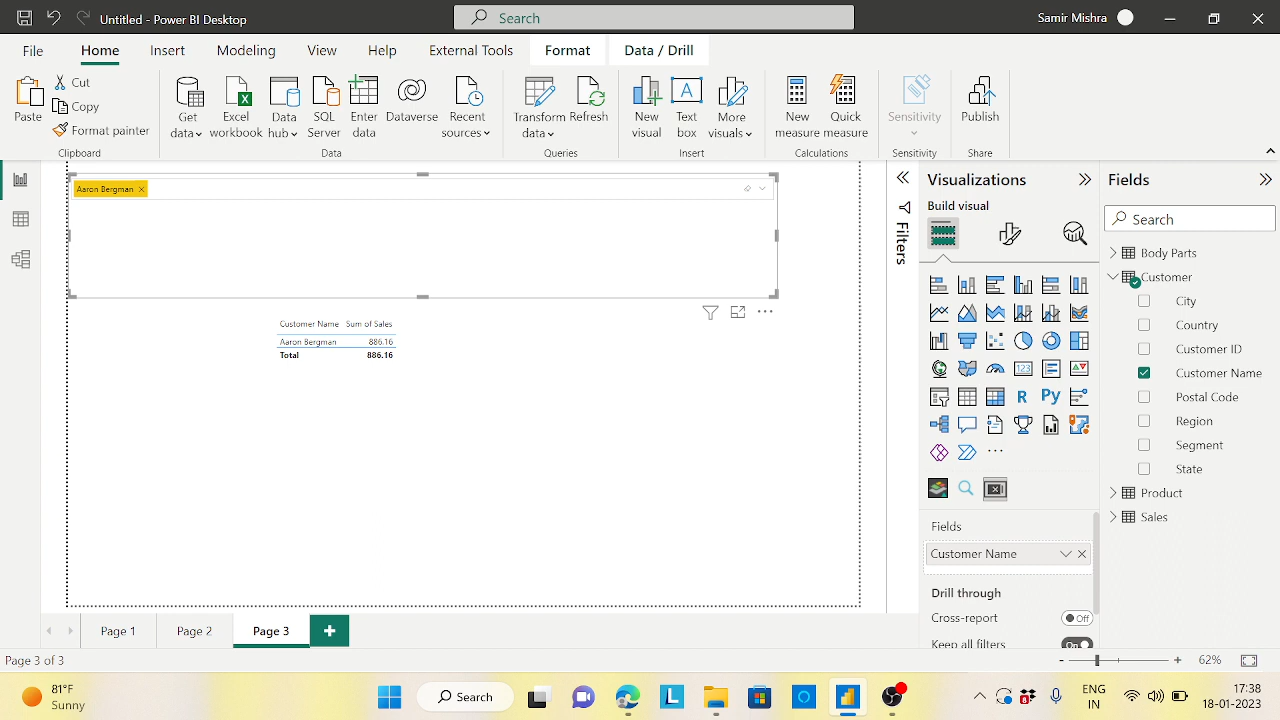 Untitled - Power BI Desktop
Search
Samir Mishra
File
Home
Insert
Modeling
View
Help
External Tools
Format
Data / Drill
Paste
Cut
Copy
Format painter
Clipboard
Get data
Excel workbook
Data hub
SQL Server
Enter data
Dataverse
Recent sources
Data
Transform data
Refresh
Queries
New visual
Text box
More visuals
Insert
New measure
Quick measure
Calculations
Sensitivity
Sensitivity
Publish
Share
Aaron Bergman
Customer Name Sum of Sales
Aaron Bergman 886.16
Total 886.16
Filters
Visualizations
Build visual
123
R
Py
Fields
Customer Name
Drill through
Cross-report
Off
Keep all filters
On
Fields
Search
Body Parts
Customer
City
Country
Customer ID
Customer Name
Postal Code
Region
Segment
State
Product
Sales
Page 1
Page 2
Page 3
Page 3 of 3
- + 62%
81°F
Sunny
Search
ENG
IN
17:38
18-01-2023